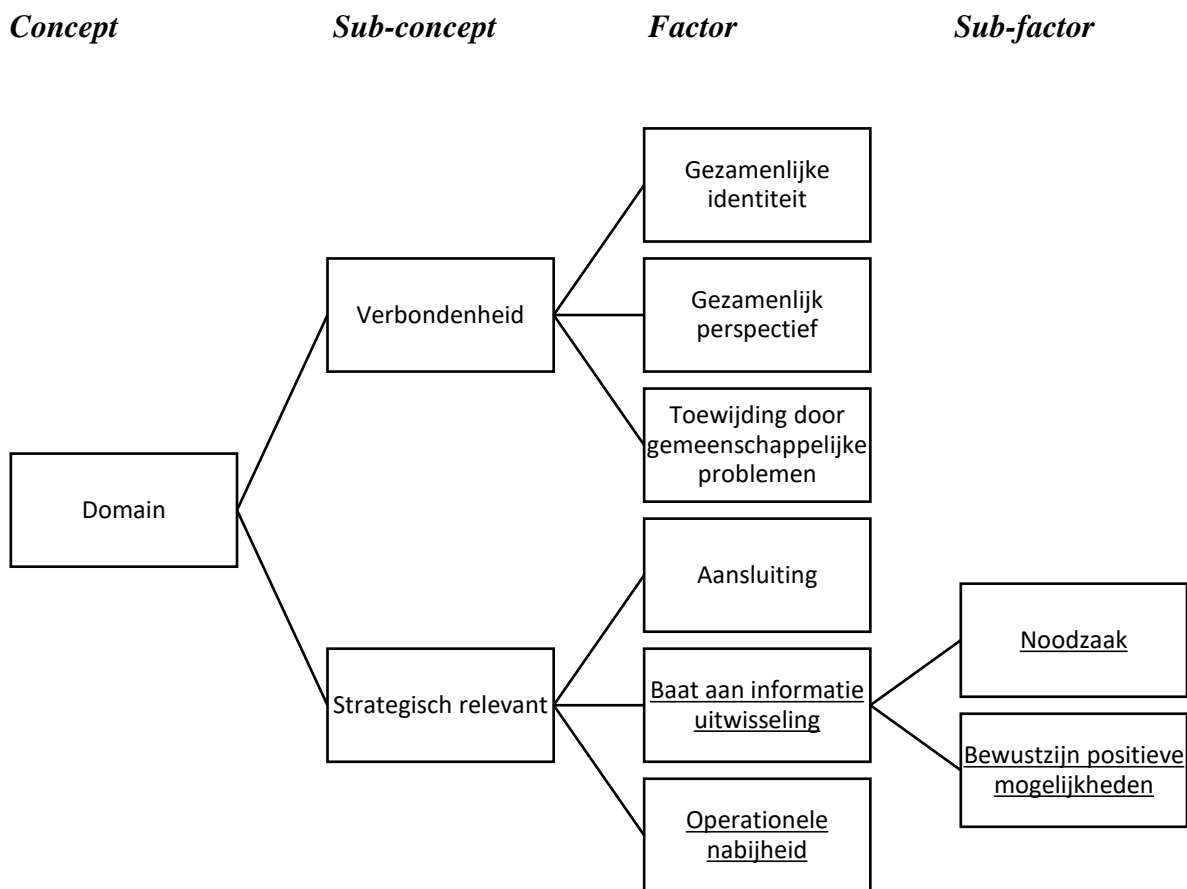 Concept Sub-concept Factor Sub-factor
Gezamenlijke
identiteit
Verbondenheid
Gezamenlijk
perspectief
Toewijding door
gemeenschappelijke
problemen
Domain
Aansluiting
Strategisch relevant
Baat aan informatie
uitwisseling
Noodzaak
Bewustzijn positieve
mogelijkheden
Operationele
nabijheid